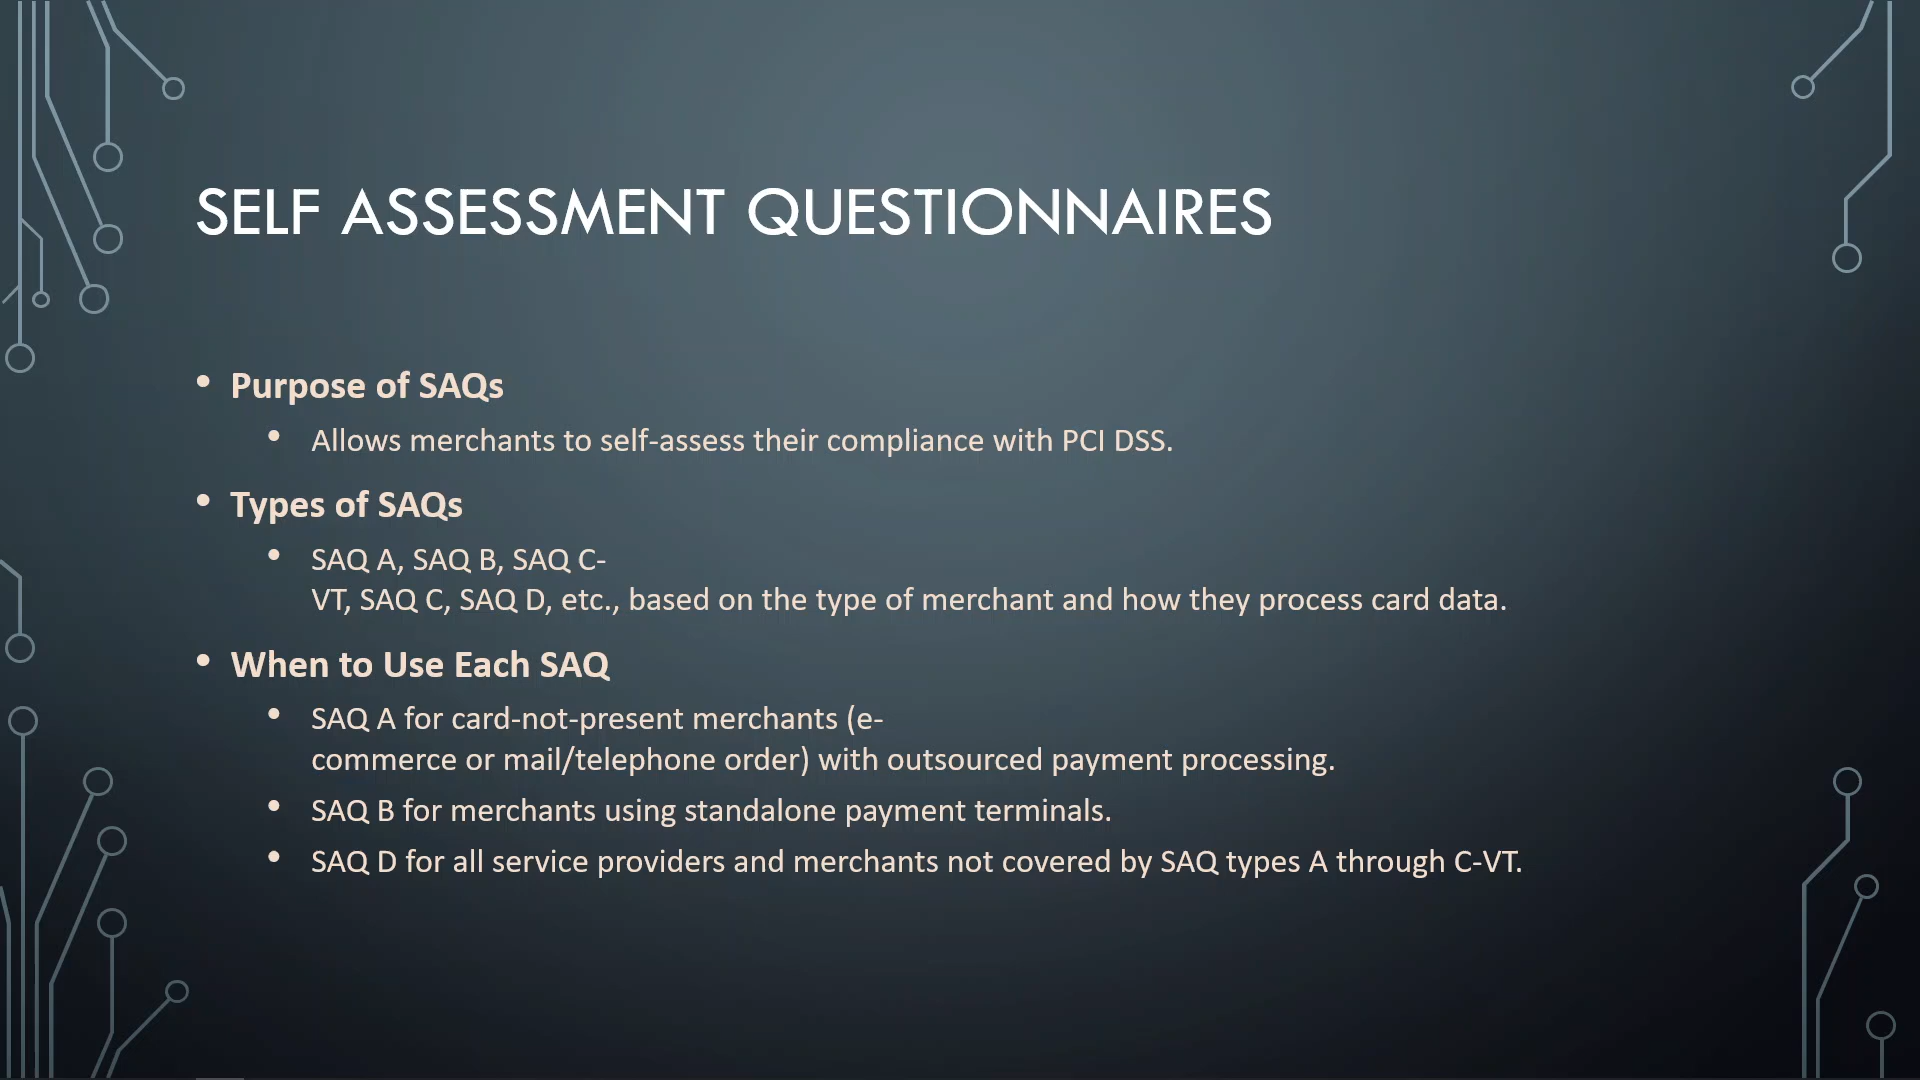 SELF ASSESSMENT QUESTIONNAIRES
• Purpose of SAQs
• Allows merchants to self-assess their compliance with PCI DSS.
• Types of SAQs
• SAQ A, SAQ B, SAQ C-
VT, SAQ C, SAQ D, etc., based on the type of merchant and how they process card data.
• When to Use Each SAQ
• SAQ A for card-not-present merchants (e-
commerce or mail/telephone order) with outsourced payment processing.
• SAQ B for merchants using standalone payment terminals.
• SAQ D for all service providers and merchants not covered by SAQ types A through C-VT.